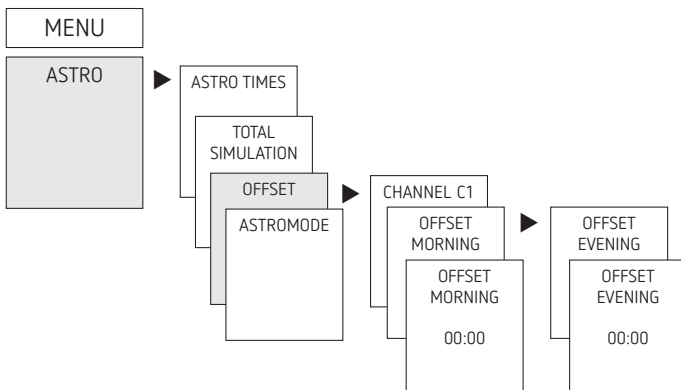 MENU
ASTRO
ASTRO TIMES
TOTAL
SIMULATION
OFFSET
ASTROMODE
CHANNEL C1
OFFSET
MORNING
OFFSET
MORNING
00:00
OFFSET
EVENING
OFFSET
EVENING
00:00